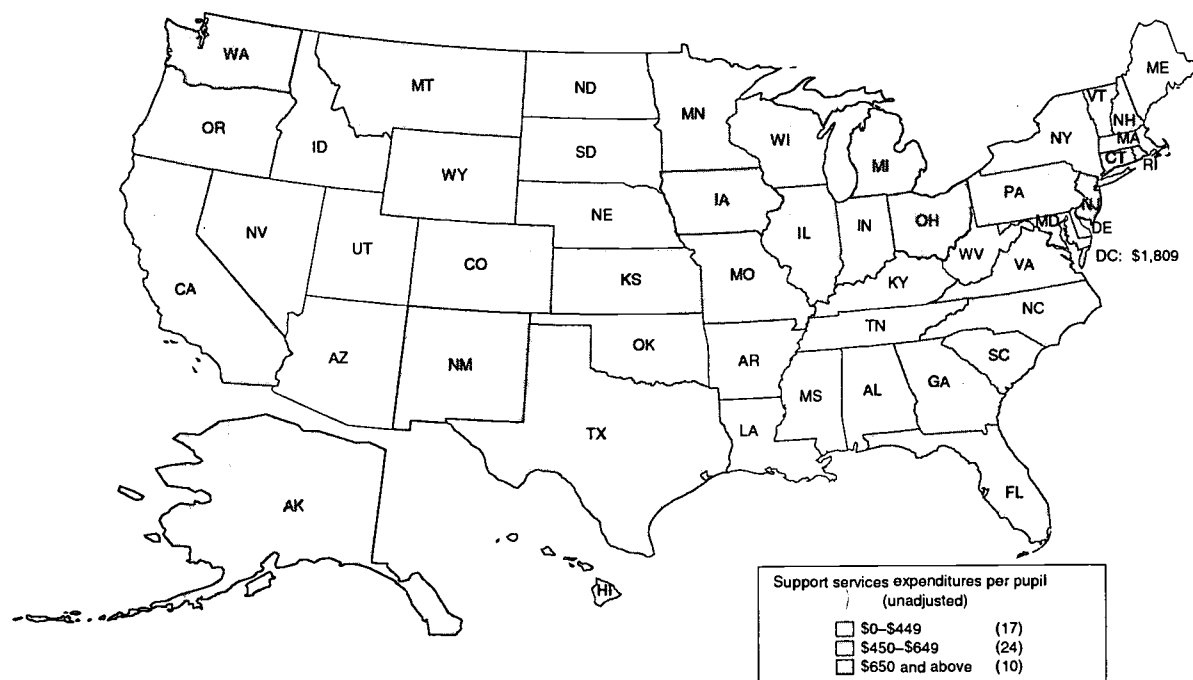 WA
MT
ND
MN
ME
VT
NH
OR
ID
SD
WI
MI
NY
MA
CT
RI
WY
NE
IA
PA
NJ
NV
UT
CO
IL
IN
OH
MD
DE
WV
VA
DC: $1,809
CA
KS
MO
KY
NC
TN
AZ
NM
OK
AR
SC
MS
AL
GA
TX
LA
FL
AK
HI
Support services expenditures per pupil
(unadjusted)
$0–$449 (17)
$450–$649 (24)
$650 and above (10)